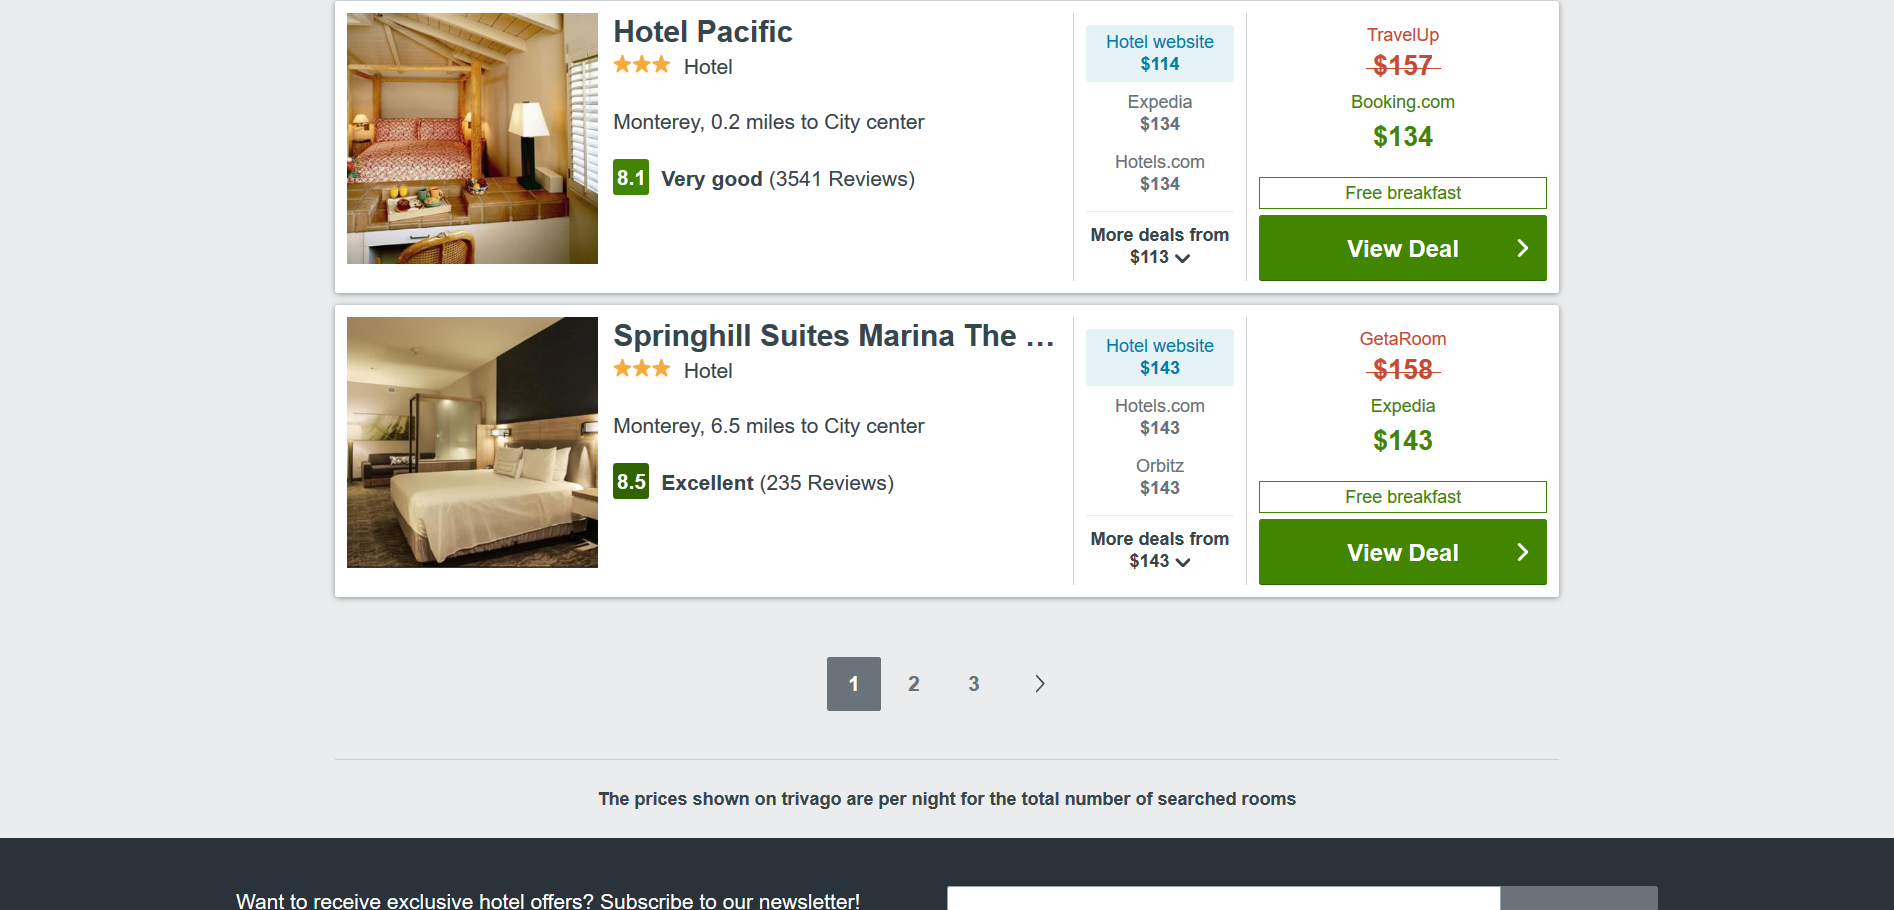 Hotel Pacific
Hotel
Monterey, 0.2 miles to City center
8.1 Very good (3541 Reviews)
Hotel website
$114
Expedia
$134
Hotels.com
$134
More deals from
$113
TravelUp
$157
Booking.com
$134
Free breakfast
View Deal
Springhill Suites Marina The ...
Hotel
Monterey, 6.5 miles to City center
8.5 Excellent (235 Reviews)
Hotel website
$143
Hotels.com
$143
Orbitz
$143
More deals from
$143
GetaRoom
$158
Expedia
$143
Free breakfast
View Deal
1 2 3
The prices shown on trivago are per night for the total number of searched rooms
Want to receive exclusive hotel offers? Subscribe to our newsletter!